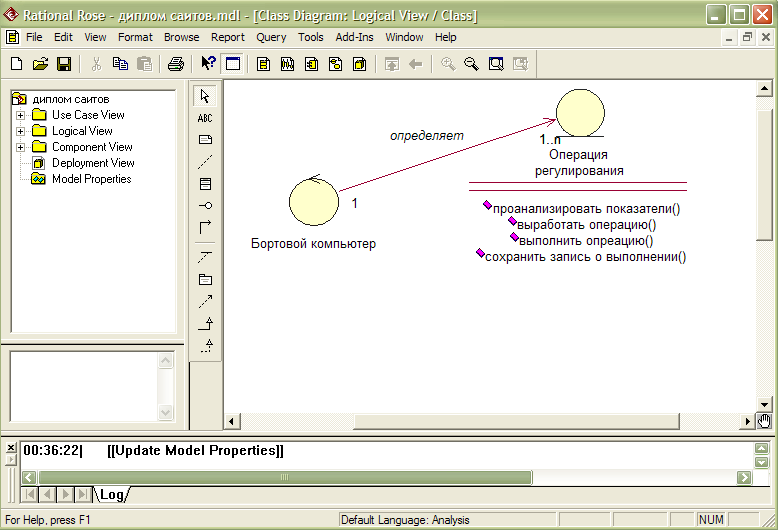 Rational Rose - диплом саитов.mdl - [Class Diagram: Logical View / Class]
File Edit View Format Browse Report Query Tools Add-Ins Window Help
ABC
диплом саитов
Use Case View
Logical View
Component View
Deployment View
Model Properties
определяет
1..n
Операция
регулирования
1
Бортовой компьютер
проанализировать показатели()
выработать операцию()
выполнить опреацию()
сохранить запись о выполнении()
00:36:22| [[Update Model Properties]]
Log
For Help, press F1 Default Language: Analysis NUM